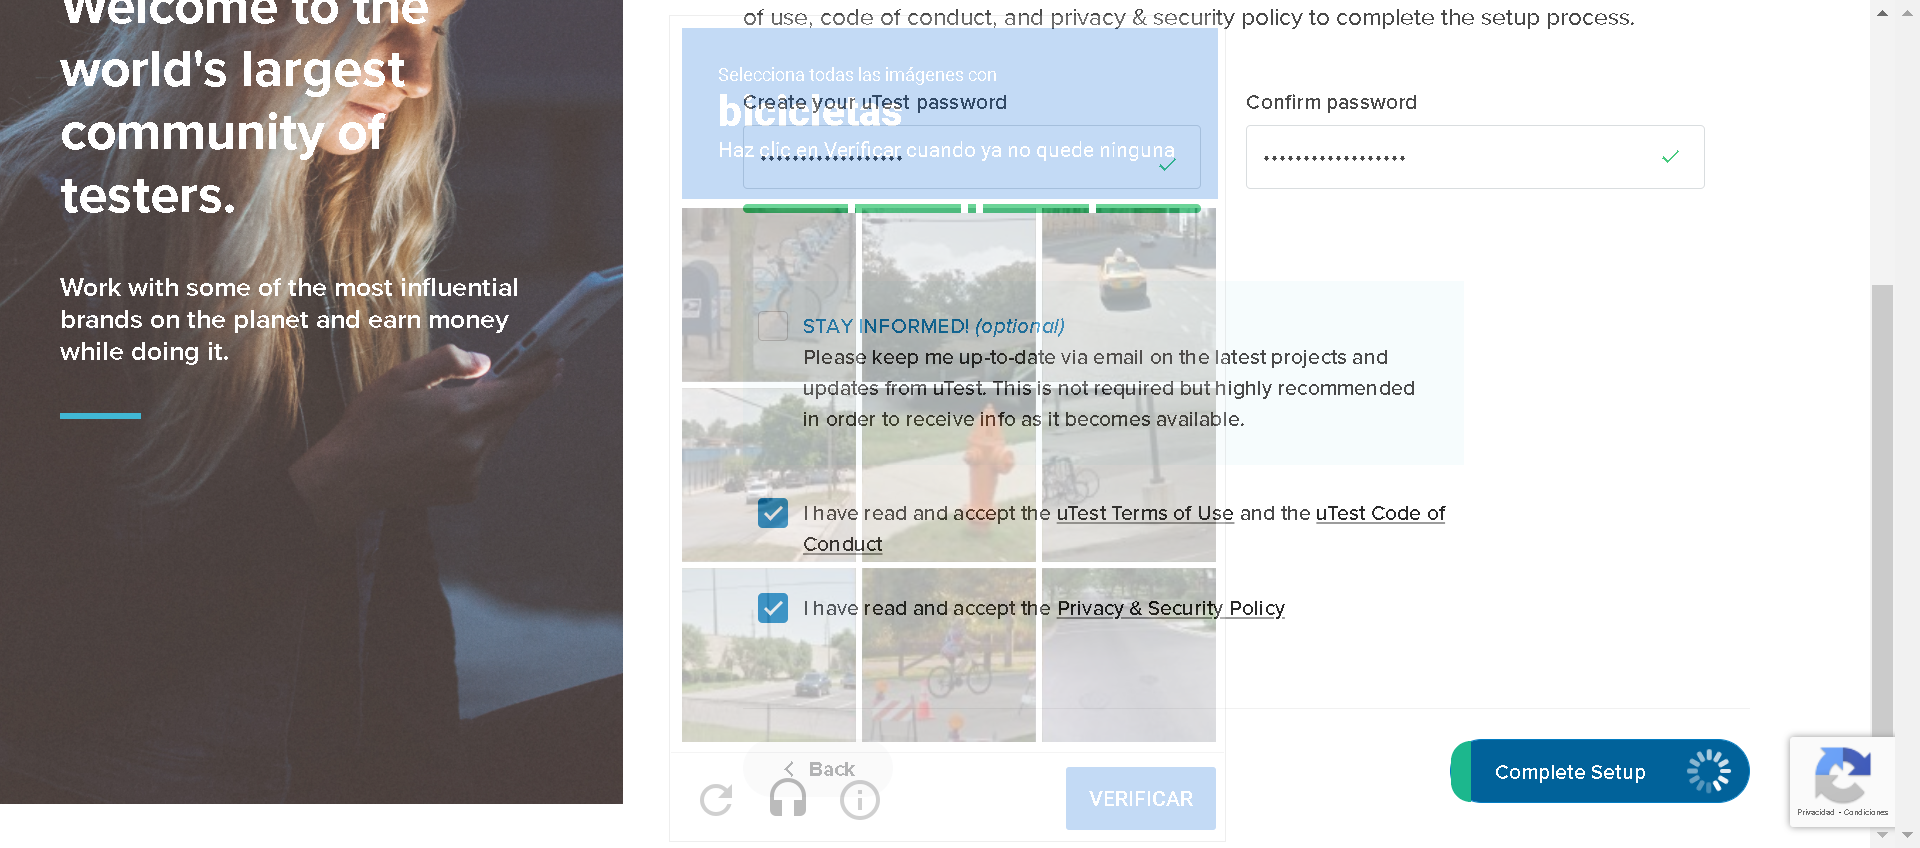 Welcome to the
world's largest
community of
testers.
Work with some of the most influential
brands on the planet and earn money
while doing it.
of use, code of conduct, and privacy & security policy to complete the setup process.
Selecciona todas las imágenes con
bicicletas
Haz clic en Verificar cuando ya no quede ninguna
Create your uTest password
Confirm password
••••••••••••••••••
••••••••••••••••••
STAY INFORMED! (optional)
Please keep me up-to-date via email on the latest projects and
updates from uTest. This is not required but highly recommended
in order to receive info as it becomes available.
I have read and accept the uTest Terms of Use and the uTest Code of
Conduct
I have read and accept the Privacy & Security Policy
Back
VERIFICAR
Complete Setup
Privacidad - Condiciones